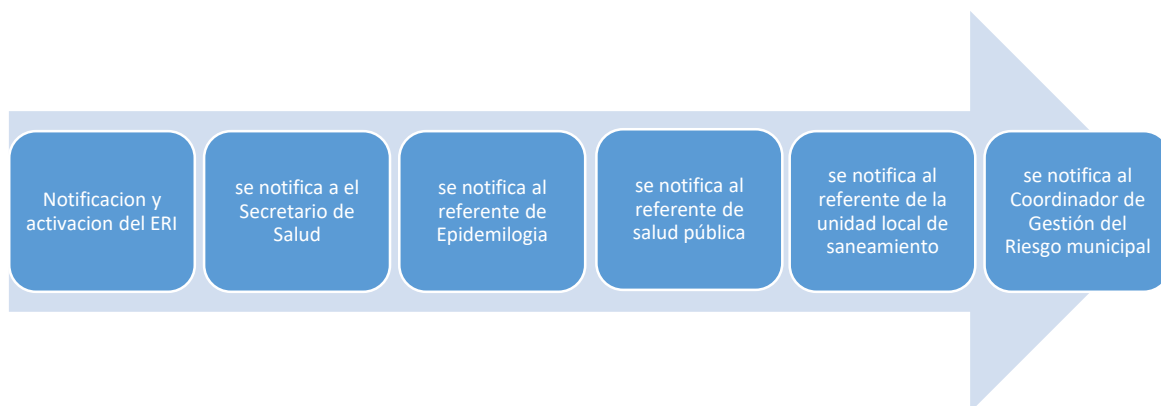 Notificacion y
activacion del ERI
se notifica a el
Secretario de
Salud
se notifica al
referente de
Epidemilogia
se notifica al
referente de
salud pública
se notifica al
referente de la
unidad local de
saneamiento
se notifica al
Coordinador de
Gestión del
Riesgo municipal